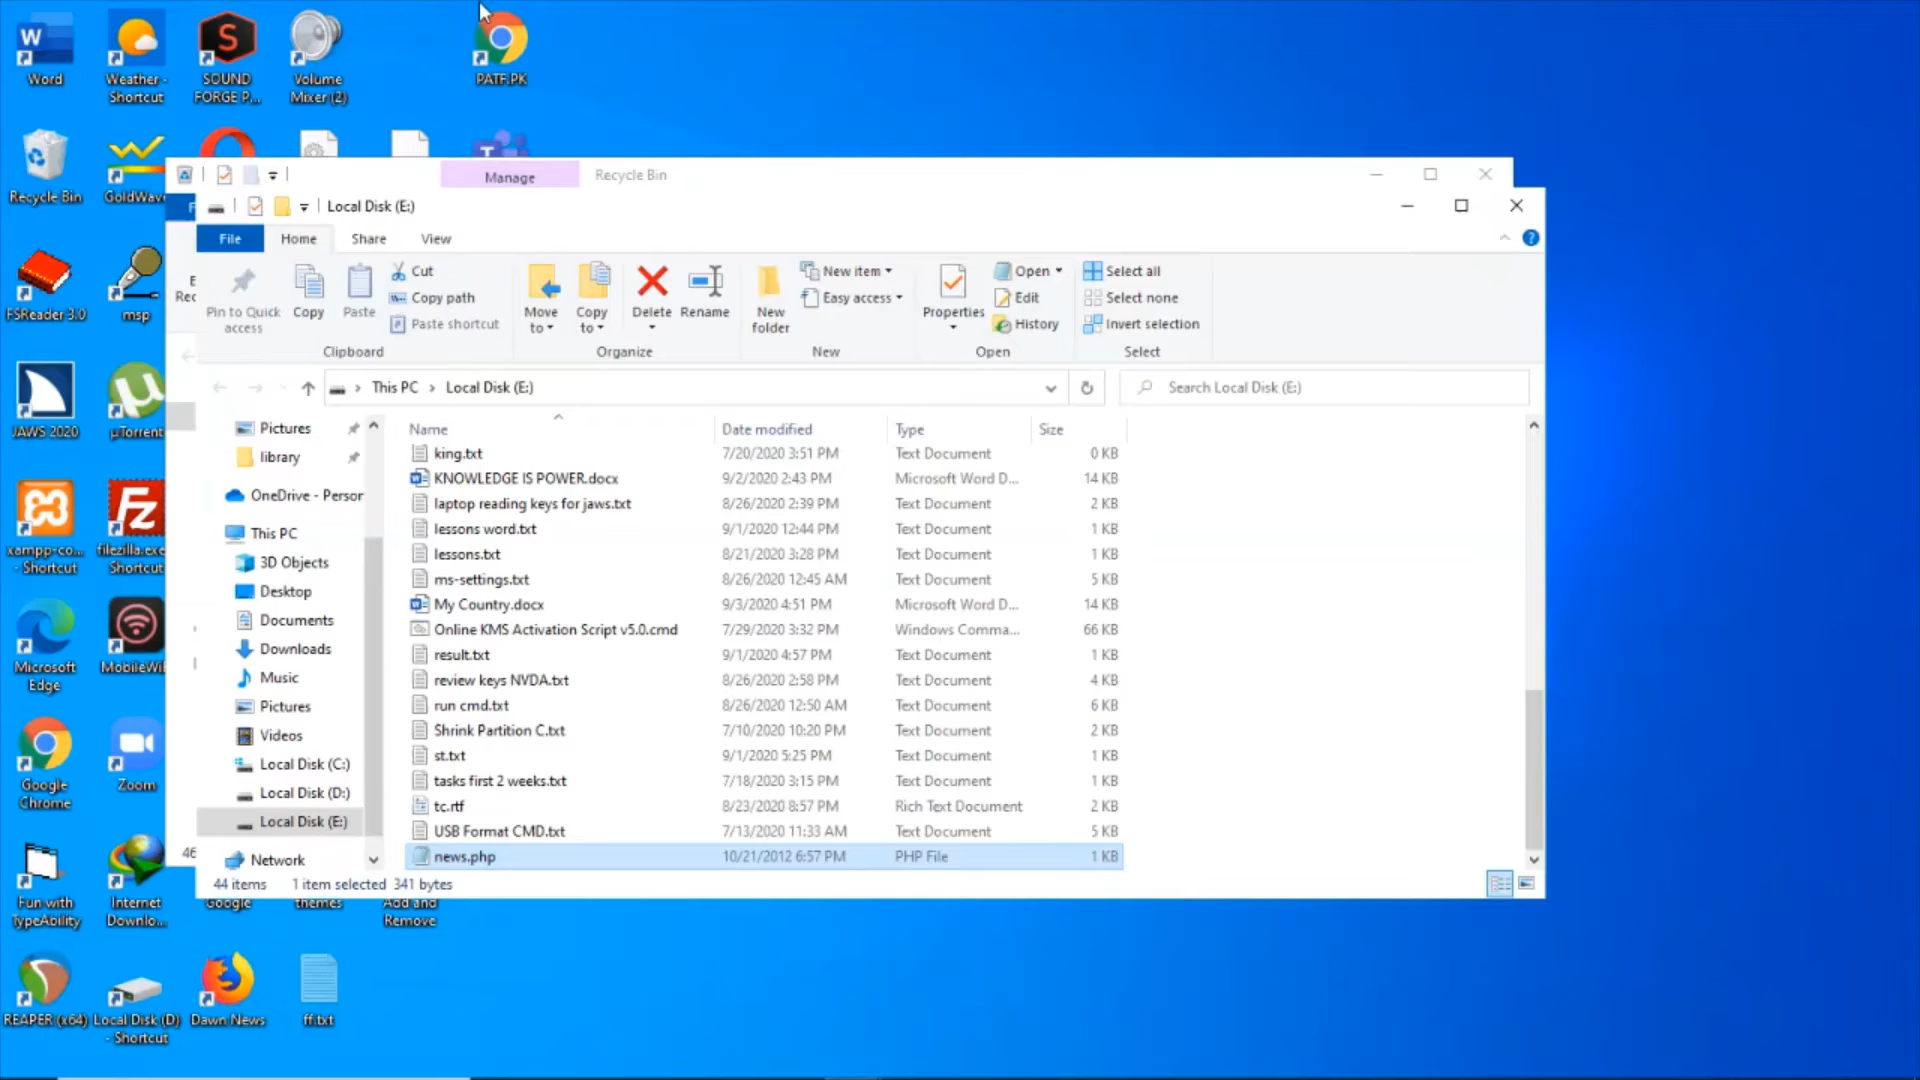 Word
Weather - Shortcut
SOUND FORGE P...
Volume Mixer (2)
PATF.PK
Recycle Bin
GoldWav
Manage
Recycle Bin
Local Disk (E:)
File
Home
Share
View
Pin to Quick access
Copy
Paste
Cut
Copy path
Paste shortcut
Clipboard
Move to
Copy to
Delete
Rename
Organize
New folder
New item
Easy access
New
Properties
Open
Edit
History
Open
Select all
Select none
Invert selection
Select
FSReader 3.0
msp
This PC
Local Disk (E:)
Search Local Disk (E:)
JAWS 2020
µTorrent
xampp-co... - Shortcut
filezilla.exe Shortcut
Microsoft Edge
MobileWi
Google Chrome
Zoom
Fun with TypeAbility
Internet Downlo...
Google
themes
Add and Remove
REAPER (x64)
Local Disk (D) - Shortcut
Dawn News
ff.txt
Pictures
library
OneDrive - Person
This PC
3D Objects
Desktop
Documents
Downloads
Music
Pictures
Videos
Local Disk (C:)
Local Disk (D:)
Local Disk (E:)
Network
Name Date modified Type Size
king.txt 7/20/2020 3:51 PM Text Document 0 KB
KNOWLEDGE IS POWER.docx 9/2/2020 2:43 PM Microsoft Word D... 14 KB
laptop reading keys for jaws.txt 8/26/2020 2:39 PM Text Document 2 KB
lessons word.txt 9/1/2020 12:44 PM Text Document 1 KB
lessons.txt 8/21/2020 3:28 PM Text Document 1 KB
ms-settings.txt 8/26/2020 12:45 AM Text Document 5 KB
My Country.docx 9/3/2020 4:51 PM Microsoft Word D... 14 KB
Online KMS Activation Script v5.0.cmd 7/29/2020 3:32 PM Windows Comma... 66 KB
result.txt 9/1/2020 4:57 PM Text Document 1 KB
review keys NVDA.txt 8/26/2020 2:58 PM Text Document 4 KB
run cmd.txt 8/26/2020 12:50 AM Text Document 6 KB
Shrink Partition C.txt 7/10/2020 10:20 PM Text Document 2 KB
st.txt 9/1/2020 5:25 PM Text Document 1 KB
tasks first 2 weeks.txt 7/18/2020 3:15 PM Text Document 1 KB
tc.rtf 8/23/2020 8:57 PM Rich Text Document 2 KB
USB Format CMD.txt 7/13/2020 11:33 AM Text Document 5 KB
news.php 10/21/2012 6:57 PM PHP File 1 KB
44 items 1 item selected 341 bytes